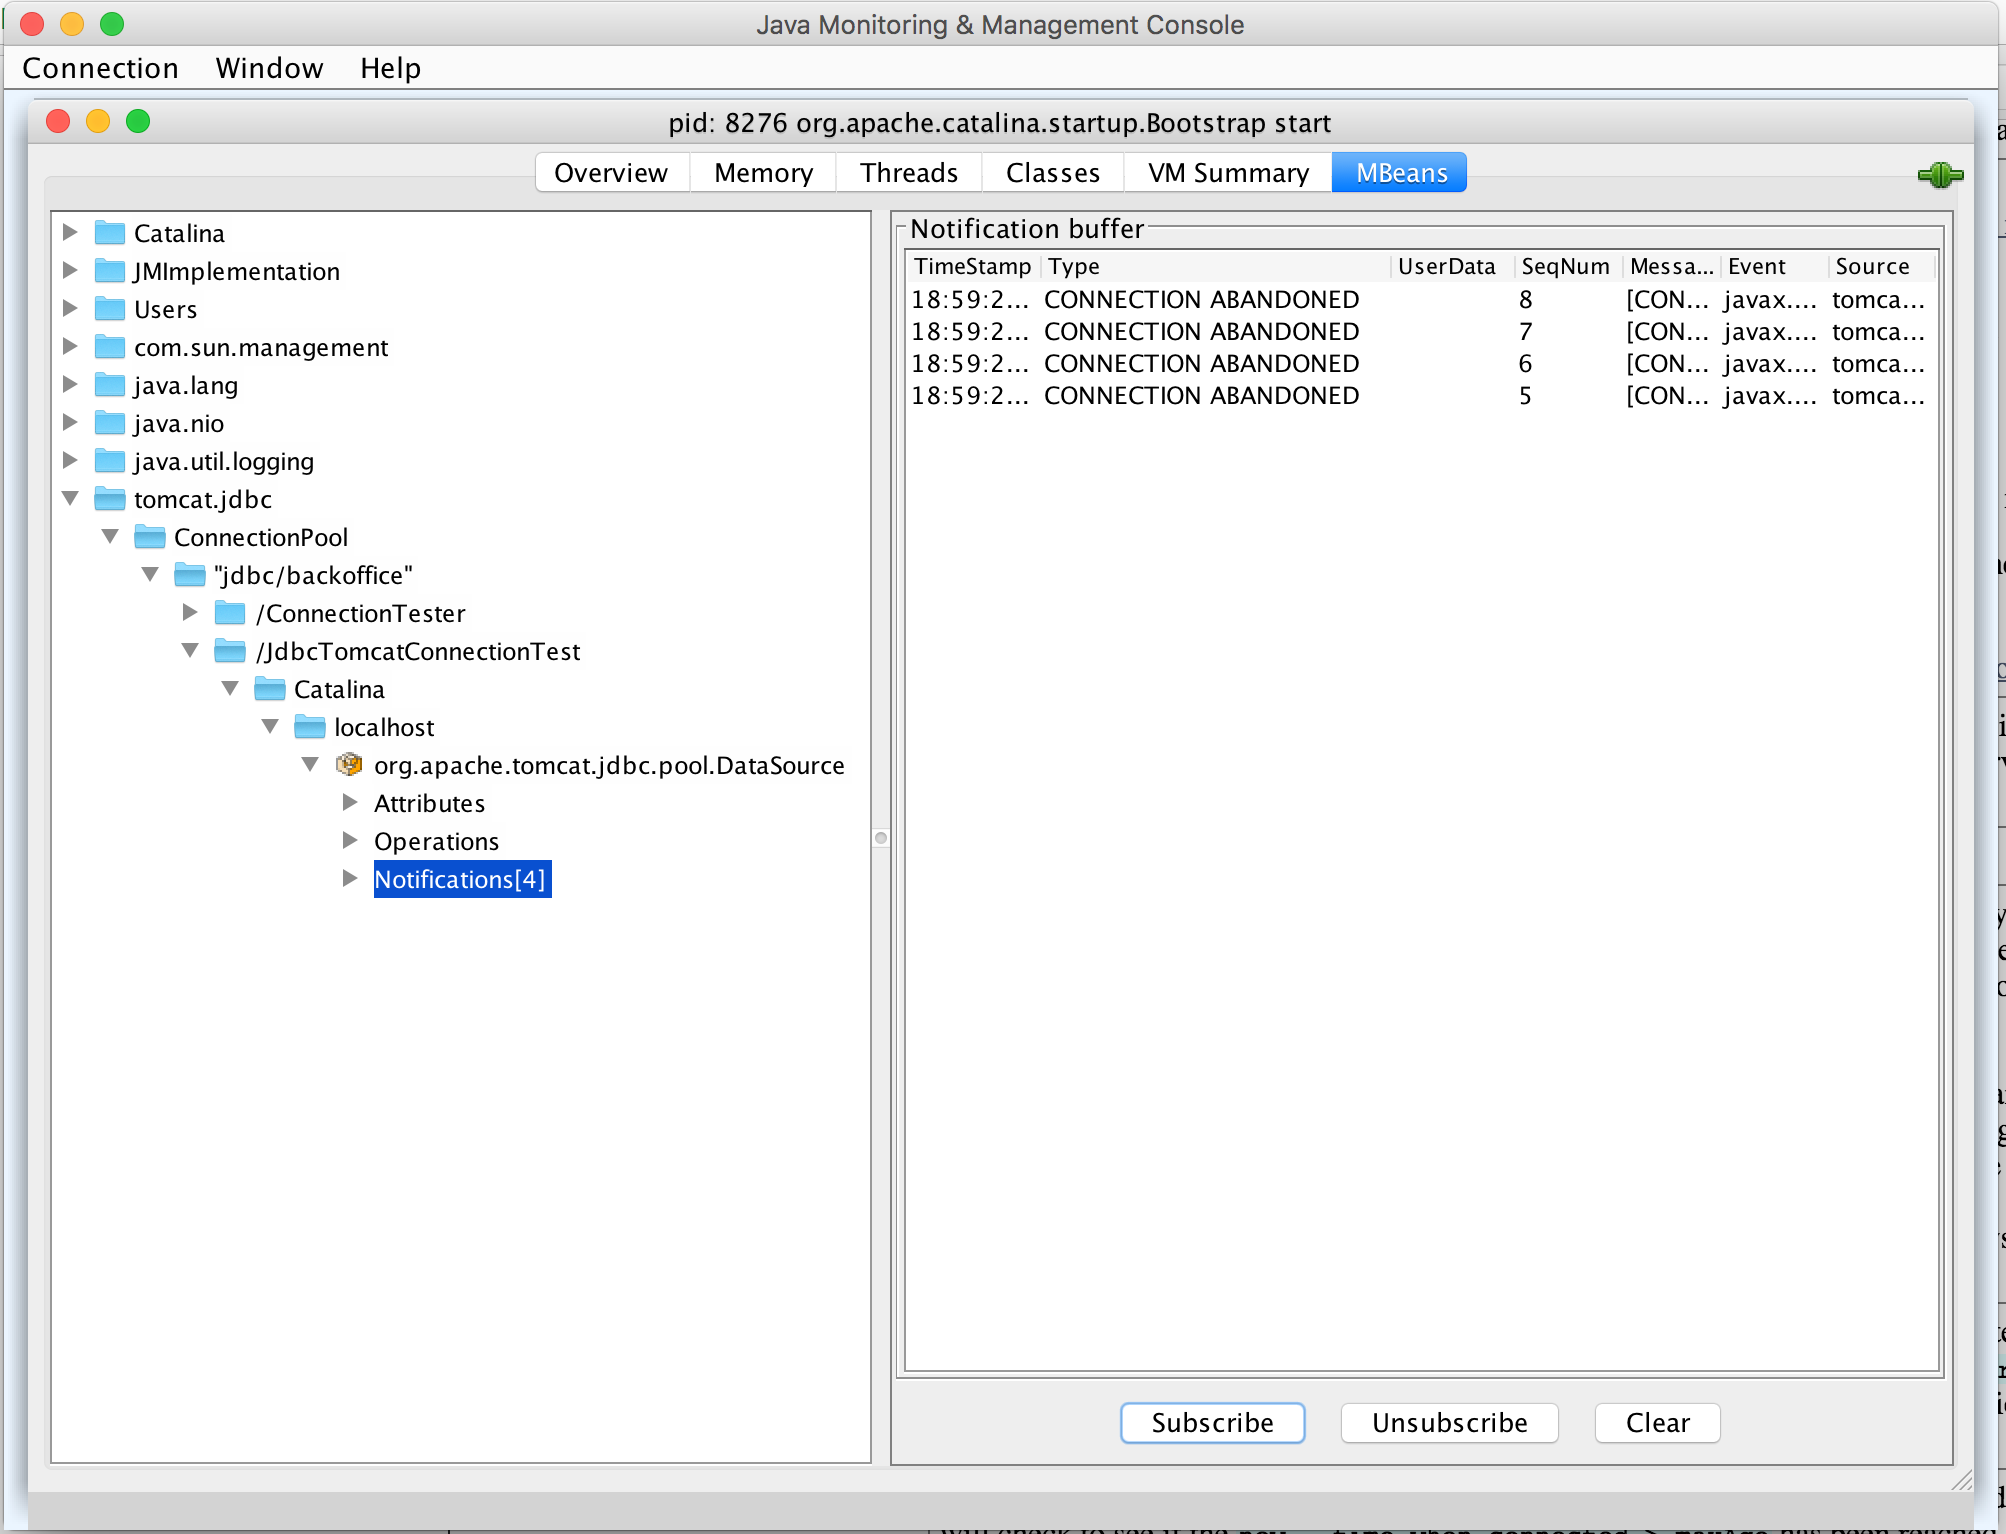 Java Monitoring & Management Console
Connection Window Help
pid: 8276 org.apache.catalina.startup.Bootstrap start
Overview Memory Threads Classes VM Summary MBeans
Catalina
JMImplementation
Users
com.sun.management
java.lang
java.nio
java.util.logging
tomcat.jdbc
ConnectionPool
"jdbc/backoffice"
/ConnectionTester
/JdbcTomcatConnectionTest
Catalina
localhost
org.apache.tomcat.jdbc.pool.DataSource
Attributes
Operations
Notifications[4]
Notification buffer
TimeStamp Type UserData SeqNum Messa... Event Source
18:59:2... CONNECTION ABANDONED 8 [CON... javax.... tomca...
18:59:2... CONNECTION ABANDONED 7 [CON... javax.... tomca...
18:59:2... CONNECTION ABANDONED 6 [CON... javax.... tomca...
18:59:2... CONNECTION ABANDONED 5 [CON... javax.... tomca...
Subscribe Unsubscribe Clear